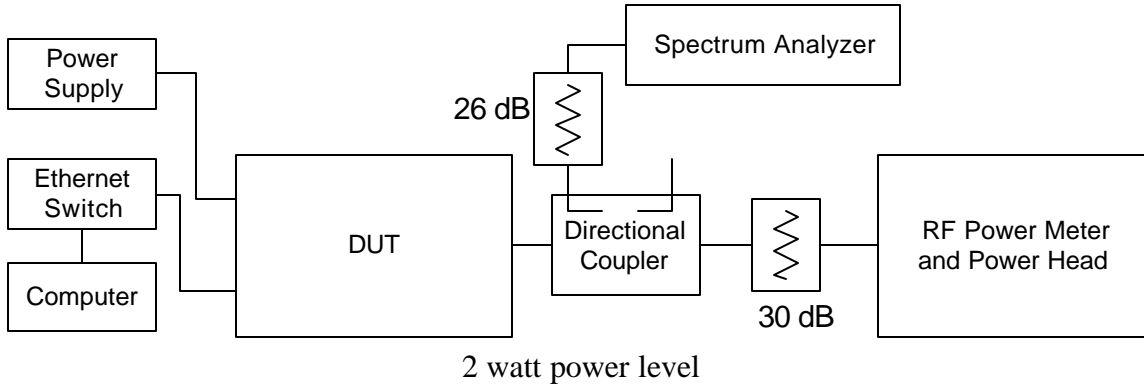 Power
Supply
Spectrum Analyzer
26 dB
Ethernet
Switch
DUT
Directional
Coupler
RF Power Meter
and Power Head
Computer
30 dB
2 watt power level